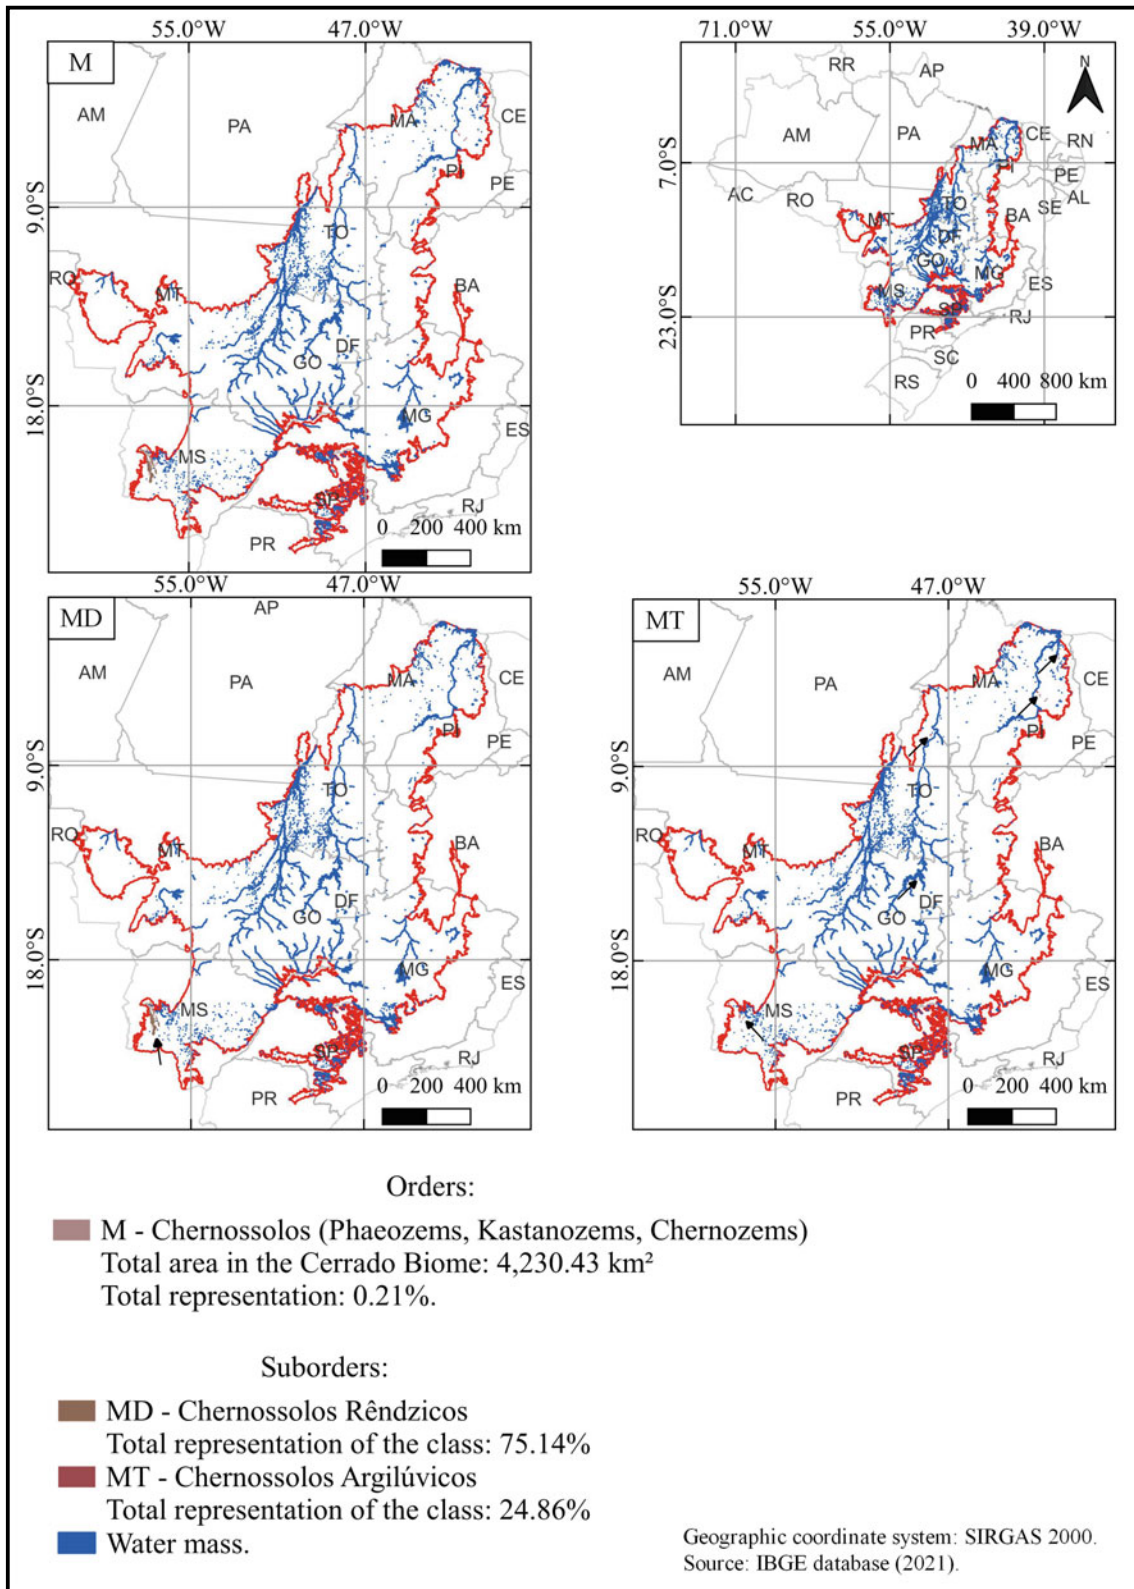 55.0°W 47.0°W
M
AM
PA
MA
CE
PI
PE
9.0°S
TO
RO
MT
BA
DF
GO
18.0°S
MG
ES
MS
SP
RJ
PR
0 200 400 km
71.0°W 55.0°W 39.0°W
N
RR
AP
AM
PA
MA
CE
RN
7.0°S
PI
PE
AC
RO
TO
AL
SE
MT
BA
DF
GO
MG
ES
MS
23.0°S
SP
RJ
PR
SC
RS
0 400 800 km
55.0°W 47.0°W
MD
AP
AM
PA
MA
CE
PI
PE
9.0°S
TO
RO
MT
BA
DF
GO
18.0°S
MG
ES
MS
SP
RJ
PR
0 200 400 km
55.0°W 47.0°W
MT
AM
PA
MA
CE
PI
PE
9.0°S
TO
RO
MT
BA
DF
GO
18.0°S
MG
ES
MS
SP
RJ
PR
0 200 400 km
Orders:
M - Chernossolos (Phaeozems, Kastanozems, Chernozems)
Total area in the Cerrado Biome: 4,230.43 km²
Total representation: 0.21%.
Suborders:
MD - Chernossolos Rêndzicos
Total representation of the class: 75.14%
MT - Chernossolos Argilúvicos
Total representation of the class: 24.86%
Water mass.
Geographic coordinate system: SIRGAS 2000.
Source: IBGE database (2021).